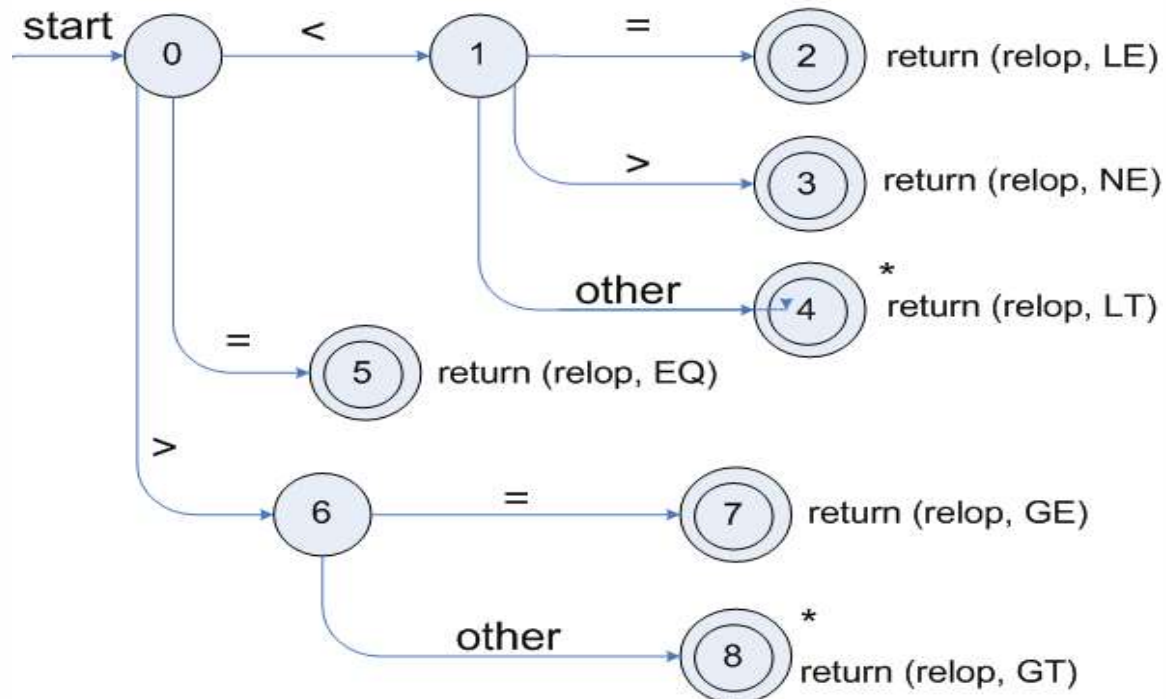 start
0
<
1
=
2
return (relop, LE)
>
3
return (relop, NE)
other
4
*
return (relop, LT)
=
5
return (relop, EQ)
>
6
=
7
return (relop, GE)
other
8
*
return (relop, GT)